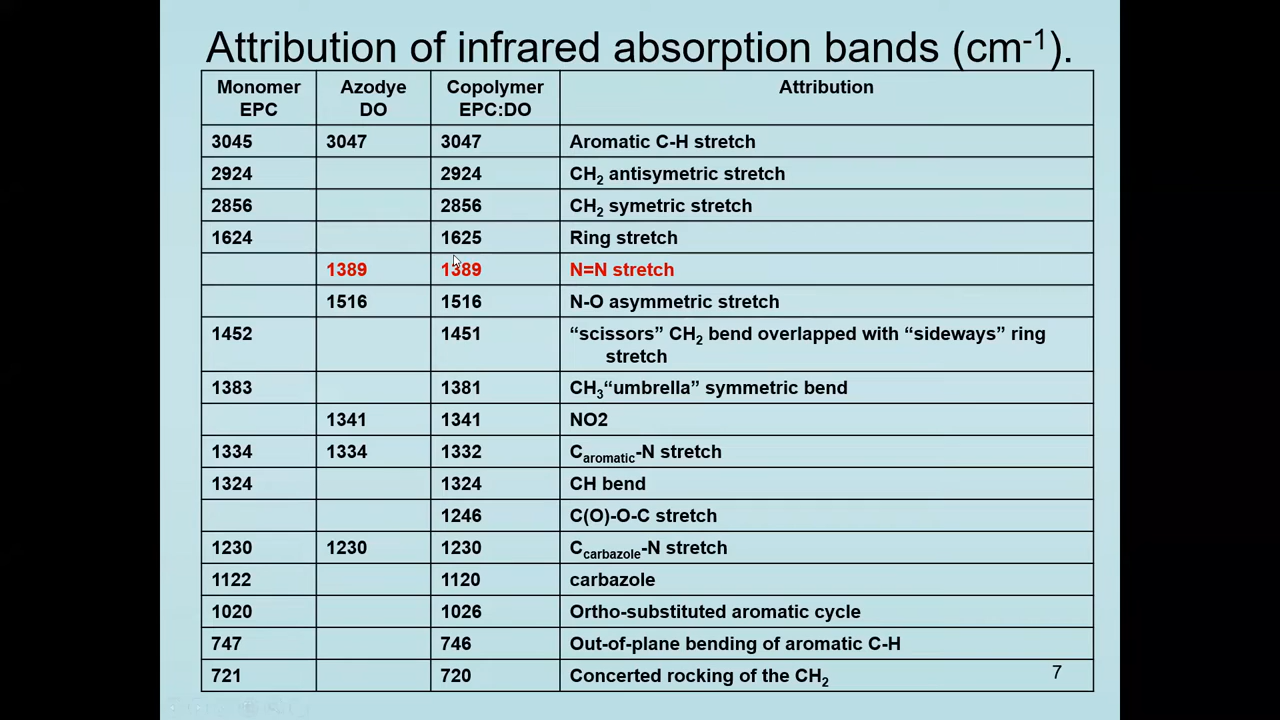 Attribution of infrared absorption bands (cm-1).
Monomer EPC Azodye DO Copolymer EPC:DO Attribution
3045 3047 3047 Aromatic C-H stretch
2924 2924 CH2 antisymetric stretch
2856 2856 CH2 symetric stretch
1624 1625 Ring stretch
1389 1389 N=N stretch
1516 1516 N-O asymmetric stretch
1452 1451 “scissors” CH2 bend overlapped with “sideways” ring
stretch
1383 1381 CH3“umbrella” symmetric bend
1341 1341 NO2
1334 1334 1332 Caromatic-N stretch
1324 1324 CH bend
1246 C(O)-O-C stretch
1230 1230 1230 Ccarbazole-N stretch
1122 1120 carbazole
1020 1026 Ortho-substituted aromatic cycle
747 746 Out-of-plane bending of aromatic C-H
721 720 Concerted rocking of the CH2
7